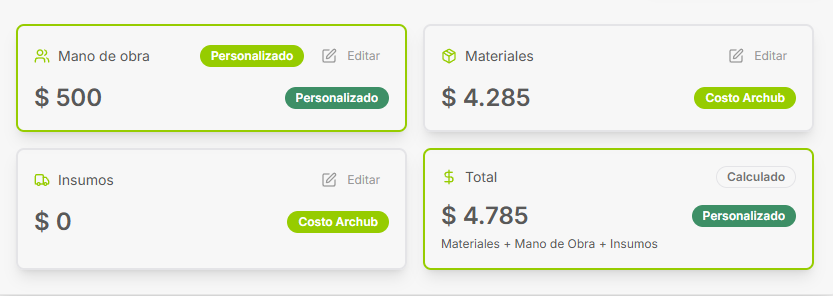 Mano de obra Personalizado Editar
$ 500 Personalizado
Materiales Editar
$ 4.285 Costo Archub
Insumos Editar
$ 0 Costo Archub
$ Total Calculado
$ 4.785 Personalizado
Materiales + Mano de Obra + Insumos